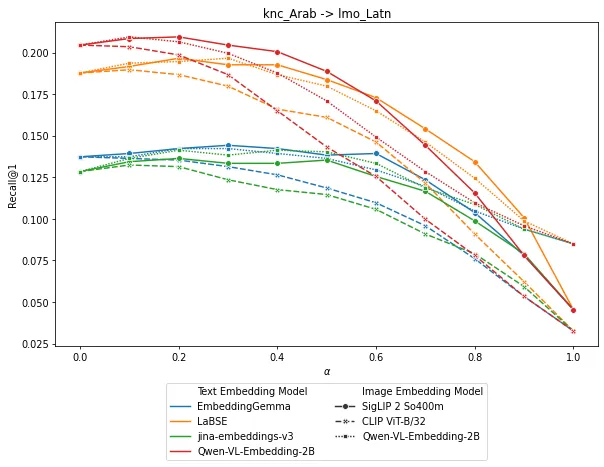 knc_Arab -> lmo_Latn
Recall@1
0.200
0.175
0.150
0.125
0.100
0.075
0.050
0.025
0.0 0.2 0.4 0.6 0.8 1.0
α
Text Embedding Model Image Embedding Model
EmbeddingGemma SigLIP 2 So400m
LaBSE CLIP ViT-B/32
jina-embeddings-v3 Qwen-VL-Embedding-2B
Qwen-VL-Embedding-2B